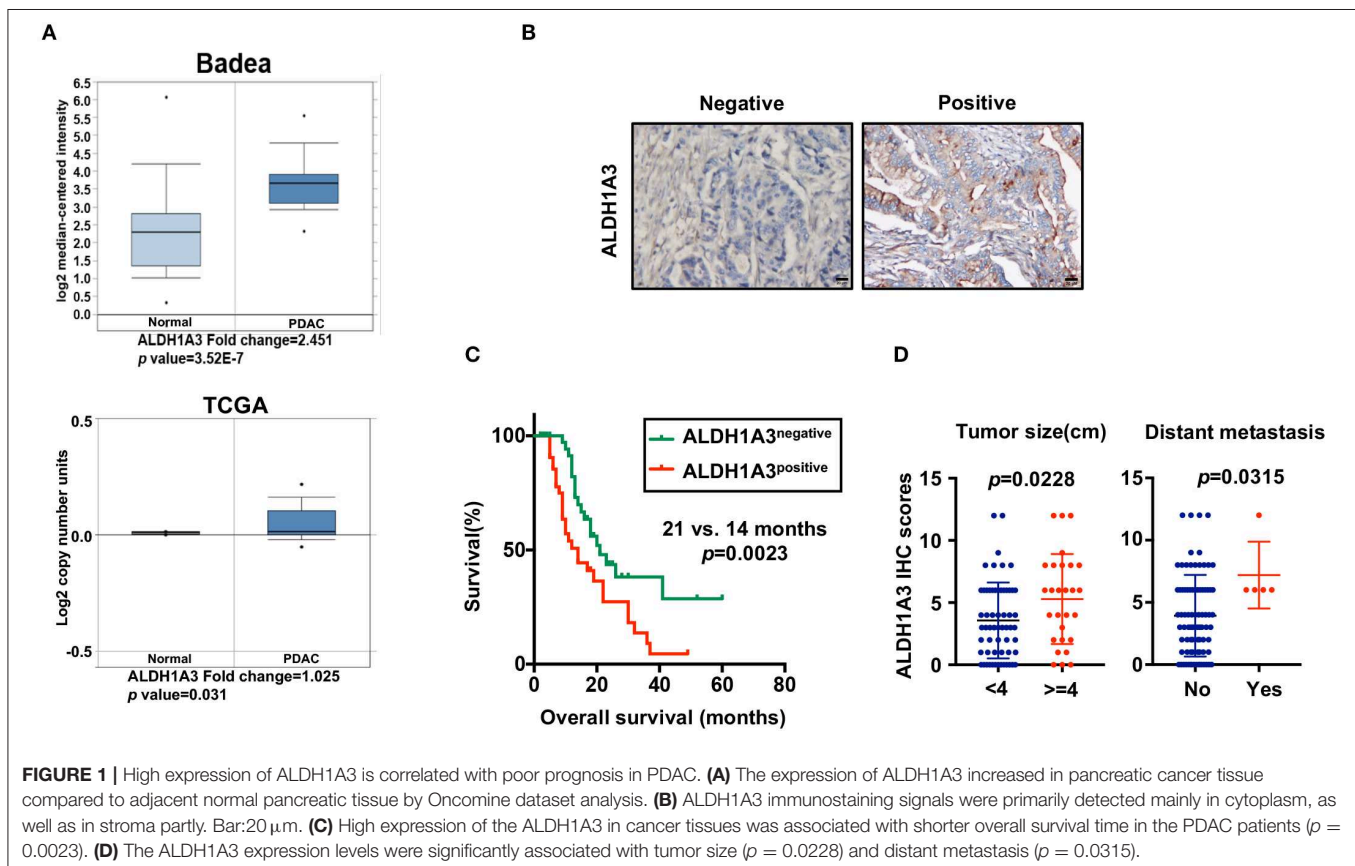 A
Badea
log2 median-centered intensity
6.5
6.0
5.5
5.0
4.5
4.0
3.5
3.0
2.5
2.0
1.5
1.0
0.5
0.0
Normal PDAC
ALDH1A3 Fold change=2.451
p value=3.52E-7
TCGA
Log2 copy number units
0.5
0.0
-0.5
Normal PDAC
ALDH1A3 Fold change=1.025
p value=0.031
B
Negative Positive
ALDH1A3
C
Survival(%)
100
50
0
ALDH1A3negative
ALDH1A3positive
21 vs. 14 months
p=0.0023
0 20 40 60 80
Overall survival (months)
D
Tumor size(cm) Distant metastasis
p=0.0228 p=0.0315
ALDH1A3 IHC scores
15 15
10 10
5 5
0 0
<4 >=4 No Yes
FIGURE 1 | High expression of ALDH1A3 is correlated with poor prognosis in PDAC. (A) The expression of ALDH1A3 increased in pancreatic cancer tissue
compared to adjacent normal pancreatic tissue by Oncomine dataset analysis. (B) ALDH1A3 immunostaining signals were primarily detected mainly in cytoplasm, as
well as in stroma partly. Bar:20 μm. (C) High expression of the ALDH1A3 in cancer tissues was associated with shorter overall survival time in the PDAC patients (p =
0.0023). (D) The ALDH1A3 expression levels were significantly associated with tumor size (p = 0.0228) and distant metastasis (p = 0.0315).